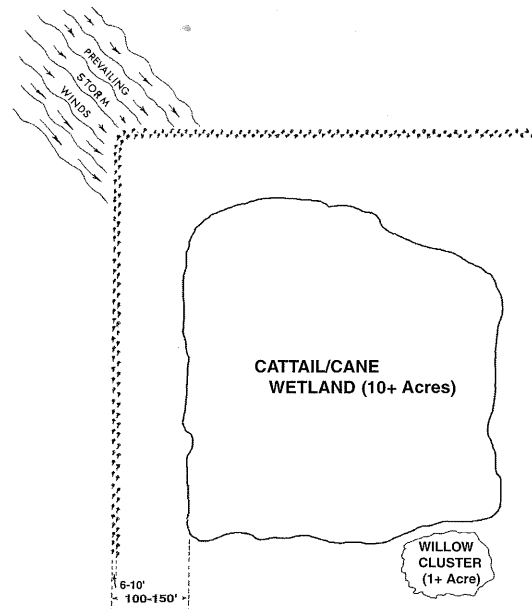 PREVAILING
STORM
WINDS
CATTAIL/CANE
WETLAND (10+ Acres)
WILLOW
CLUSTER
(1+ Acre)
6-10'
100-150'